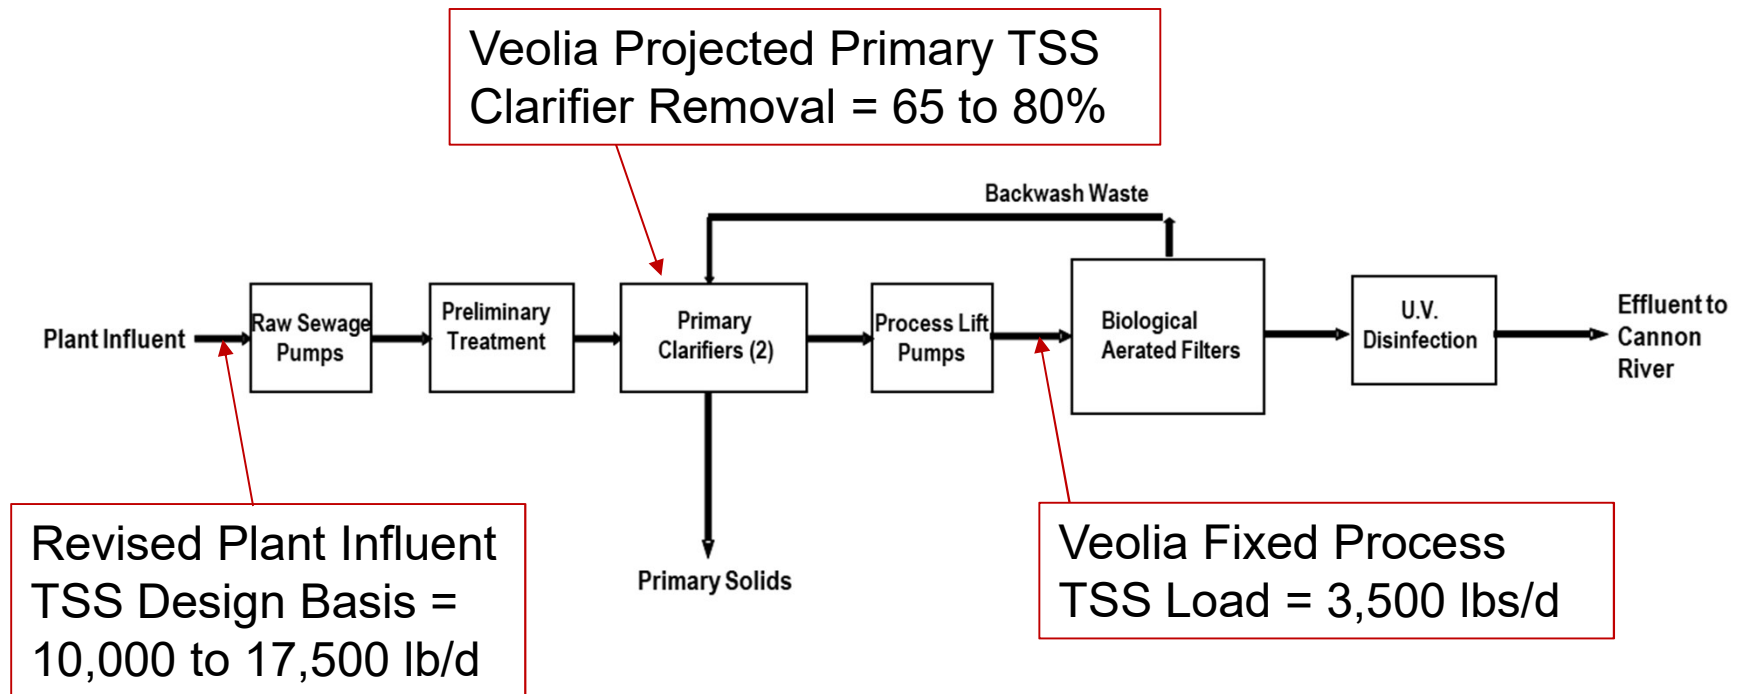 Veolia Projected Primary TSS
Clarifier Removal = 65 to 80%
Backwash Waste
Plant Influent
Raw Sewage
Pumps
Preliminary
Treatment
Primary
Clarifiers (2)
Process Lift
Pumps
Biological
Aerated Filters
U.V.
Disinfection
Effluent to
Cannon
River
Primary Solids
Revised Plant Influent
TSS Design Basis =
10,000 to 17,500 lb/d
Veolia Fixed Process
TSS Load = 3,500 lbs/d